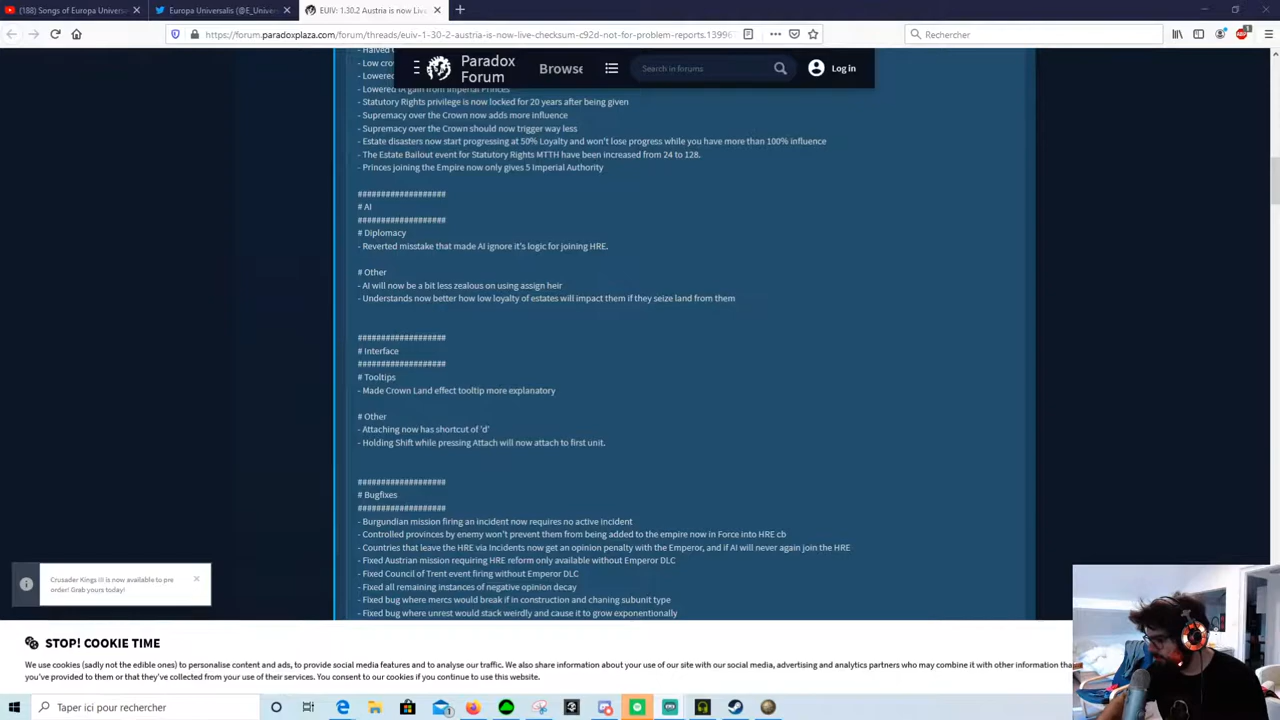 (188) Songs of Europa Universal
Europa Universalis (@E_Univers
EUIV: 1.30.2 Austria is now Live
https://forum.paradoxplaza.com/forum/threads/euiv-1-30-2-austria-is-now-live-checksum-c92d-not-for-problem-reports.13996
Rechercher
- Halved
- Low crow
- Lowered
- Lowered IA gain from Imperial Princes
Paradox
Forum
Browse
Search in forums
Log in
- Statutory Rights privilege is now locked for 20 years after being given
- Supremacy over the Crown now adds more influence
- Supremacy over the Crown should now trigger way less
- Estate disasters now start progressing at 50% Loyalty and won't lose progress while you have more than 100% influence
- The Estate Bailout event for Statutory Rights MTTH have been increased from 24 to 128.
- Princes joining the Empire now only gives 5 Imperial Authority
###################
# AI
###################
# Diplomacy
- Reverted misstake that made AI ignore it's logic for joining HRE.
# Other
- AI will now be a bit less zealous on using assign heir
- Understands now better how low loyalty of estates will impact them if they seize land from them
###################
# Interface
###################
# Tooltips
- Made Crown Land effect tooltip more explanatory
# Other
- Attaching now has shortcut of 'd'
- Holding Shift while pressing Attach will now attach to first unit.
###################
# Bugfixes
###################
- Burgundian mission firing an incident now requires no active incident
- Controlled provinces by enemy won't prevent them from being added to the empire now in Force into HRE cb
- Countries that leave the HRE via Incidents now get an opinion penalty with the Emperor, and if AI will never again join the HRE
- Fixed Austrian mission requiring HRE reform only available without Emperor DLC
- Fixed Council of Trent event firing without Emperor DLC
- Fixed all remaining instances of negative opinion decay
- Fixed bug where mercs would break if in construction and chaning subunit type
- Fixed bug where unrest would stack weirdly and cause it to grow exponentionally
Crusader Kings III is now available to pre
order! Grab yours today!
STOP! COOKIE TIME
We use cookies (sadly not the edible ones) to personalise content and ads, to provide social media features and to analyse our traffic. We also share information about your use of our site with our social media, advertising and analytics partners who may combine it with other information tha
you've provided to them or that they've collected from your use of their services. You consent to our cookies if you continue to use this website.
Taper ici pour rechercher